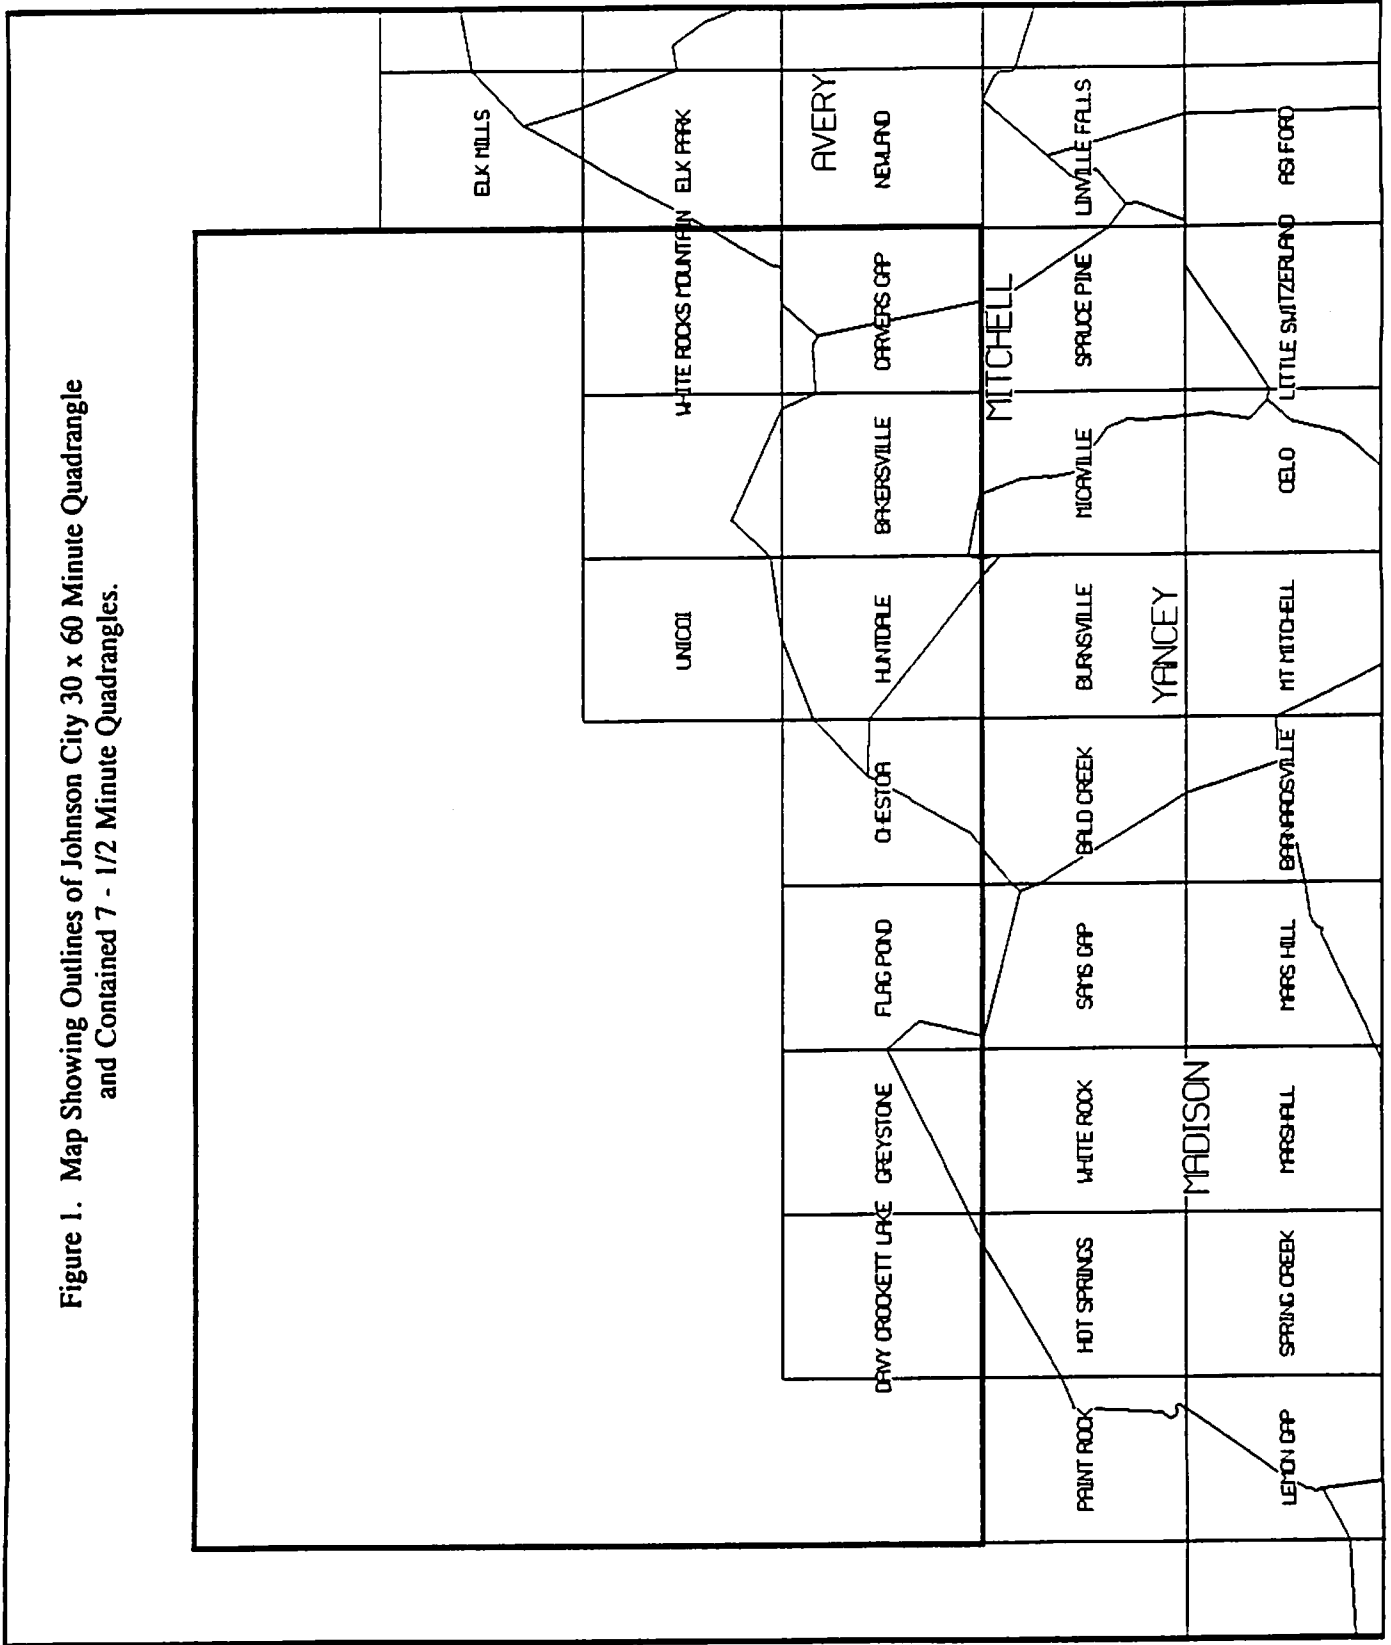 Figure 1. Map Showing Outlines of Johnson City 30 x 60 Minute Quadrangle
and Contained 7 - 1/2 Minute Quadrangles.
ELK MILLS
WHITE ROCKS MOUNTAIN
ELK PARK
UNICOI
AVERY
DAVY CROCKETT LAKE
GREYSTONE
FLAG POND
CHESTOA
HUNTDALE
BAKERSVILLE
CARVERS GAP
NEWLAND
MITCHELL
PAINT ROCK
HOT SPRINGS
WHITE ROCK
SAMS GAP
BALD CREEK
BURNSVILLE
MICAVILLE
SPRUCE PINE
LINVILLE FALLS
YANCEY
MADISON
LEMON GAP
SPRING CREEK
MARSHALL
MARS HILL
BARNARDSVILLE
MT MITCHELL
CELO
LITTLE SWITZERLAND
ASHFORD